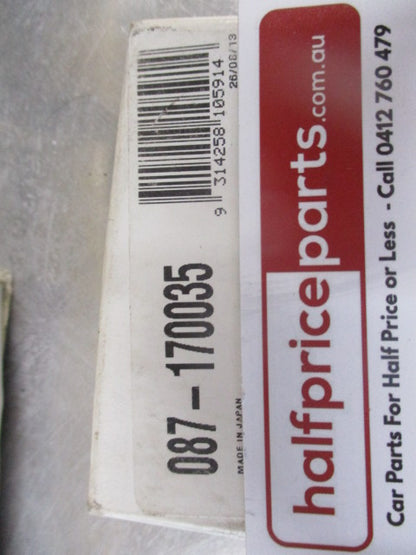 9 314258 105914
26/08/13
087-170035
MADE IN JAPAN
halfpriceparts.com.au
Car Parts For Half Price or Less - Call 0412 760 479